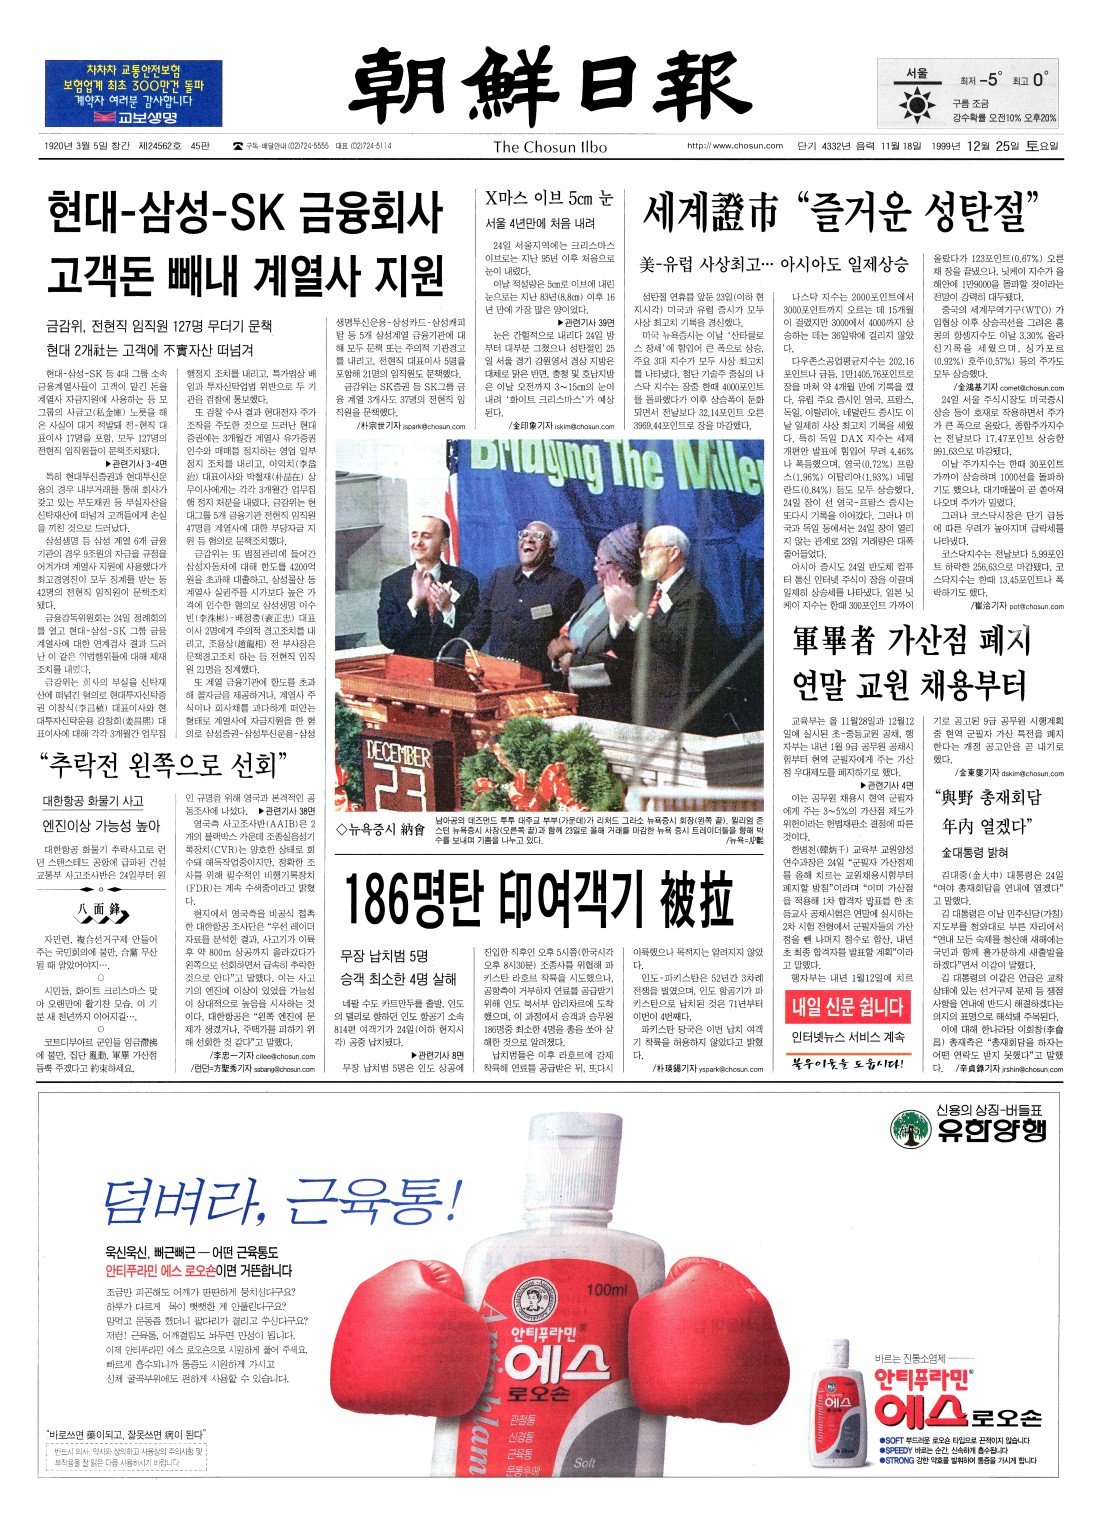 차차차 교통안전보험
보험업계 최초 300만건 돌파
계약자 여러분 감사합니다
교보생명
朝鮮日報
서울
최저 -5° 최고 0°
구름 조금
강수확률 오전10% 오후20%
1920년 3월 5일 창간 제24562호 45판
☎ 구독·배달안내 (02)724-5555 대표 (02)724-5114
The Chosun Ilbo
http://www.chosun.com
단기 4332년 음력 11월 18일 1999년 12월 25일 토요일
현대-삼성-SK 금융회사
고객돈 빼내 계열사 지원
금감위, 전현직 임직원 127명 무더기 문책
현대 2개社는 고객에 不實자산 떠넘겨
현대-삼성-SK 등 4대 그룹 소속
금융계열사들이 고객이 맡긴 돈을
계열사 자금지원에 사용하는 등 모
그룹의 사금고(私金庫) 노릇을 해
온 사실이 대거 적발돼 전-현직 대
표이사 17명을 포함, 모두 127명의
전현직 임직원들이 문책조치됐다.
▶관련기사 3·4면
특히 현대투신증권과 현대투신운
용의 경우 내부거래를 통해 회사가
갖고 있는 부도채권 등 부실자산을
신탁재산에 떠넘겨 고객들에게 손실
을 끼친 것으로 드러났다.
삼성생명 등 삼성 계열 6개 금융
기관의 경우 9조원의 자금을 규정을
어겨가며 계열사 지원에 사용했다가
최고경영진이 모두 징계를 받는 등
42명의 전현직 임직원이 문책조치
됐다.
금융감독위원회는 24일 정례회의
를 열고 현대-삼성-SK 그룹 금융
계열사에 대한 연계검사 결과 드러
난 이 같은 위법행위들에 대해 제재
조치를 내렸다.
금감위는 회사의 부실을 신탁재
산에 떠넘긴 혐의로 현대투자신탁증
권 이창식(李昌植) 대표이사와 현
대투자신탁운용 강창희(姜昌熙) 대
표이사에 대해 각각 3개월간 업무집
행정지 조치를 내리고, 특가법상 배
임과 투자신탁업법 위반으로 두 기
관을 검찰에 통보했다.
또 검찰 수사 결과 현대전자 주가
조작을 주도한 것으로 드러난 현대
증권에는 3개월간 계열사 유가증권
인수와 매매를 정지하는 영업 일부
정지 조치를 내리고, 이익치(李益
治) 대표이사와 박철재(朴喆在) 상
무이사에게는 각각 3개월간 업무집
행 정지 처분을 내렸다. 금감위는 현
대그룹 5개 금융기관 전현직 임직원
47명을 계열사에 대한 부당자금 지
원 등 혐의로 문책조치했다.
금감위는 또 법정관리에 들어간
삼성자동차에 대해 한도를 4200억
원을 초과해 대출하고, 삼성물산 등
계열사 실권주를 시가보다 높은 가
격에 인수한 혐의로 삼성생명 이수
빈(李洙彬)-배정충(裵正忠) 대표
이사 2명에게 주의적 경고조치를 내
리고, 조용상(趙龍相) 전 부사장은
문책경고조치 하는 등 전현직 임직
원 21명을 징계했다.
또 계열 금융기관에 한도를 초과
해 콜자금을 제공하거나, 계열사 주
식이나 회사채를 과다하게 떠안는
형태로 계열사에 자금지원을 한 혐
의로 삼성증권-삼성투신운용-삼성
생명투신운용-삼성카드-삼성캐피
탈 등 5개 삼성계열 금융기관에 대
해 모두 문책 또는 주의적 기관경고
를 내리고, 전현직 대표이사 5명을
포함해 21명의 임직원을 문책했다.
금감위는 SK증권 등 SK그룹 금
융 계열 3개사도 37명의 전현직 임
직원을 문책했다.
/朴宗世기자 jspark@chosun.com
X마스 이브 5㎝ 눈
서울 4년만에 처음 내려
24일 서울지역에는 크리스마스
이브로는 지난 95년 이후 처음으로
눈이 내렸다.
이날 적설량은 5㎝로 이브에 내린
눈으로는 지난 83년(8.8㎝) 이후 16
년 만에 가장 많은 양이었다.
▶관련기사 39면
눈은 간헐적으로 내리다 24일 밤
부터 대부분 그쳤으나 성탄절인 25
일 서울 경기 강원영서 경상 지방은
대체로 맑은 반면, 충청 및 호남지방
은 이날 오전까지 3∼15㎝의 눈이
내려 '화이트 크리스마스'가 예상
된다.
/金印象기자 iskim@chosun.com
세계證市 “즐거운 성탄절”
美-유럽 사상최고… 아시아도 일제상승
성탄절 연휴를 앞둔 23일(이하 현
지시각) 미국과 유럽 증시가 모두
사상 최고치 기록을 경신했다.
미국 뉴욕증시는 이날 '산타클로
스 장세'에 힘입어 큰 폭으로 상승,
주요 3대 지수가 모두 사상 최고치
를 나타냈다. 첨단 기술주 중심의 나
스닥 지수는 장중 한때 4000포인트
를 돌파했다가 이후 상승폭이 둔화
되면서 전날보다 32.14포인트 오른
3969.44포인트로 장을 마감했다.
나스닥 지수는 2000포인트에서
3000포인트까지 오르는 데 15개월
이 걸렸지만 3000에서 4000까지 상
승하는 데는 36일밖에 걸리지 않았
다.
다우존스공업평균지수는 202.16
포인트나 급등, 1만1405.76포인트로
장을 마쳐 약 4개월 만에 기록을 깼
다. 유럽 주요 증시인 영국, 프랑스,
독일, 이탈리아, 네덜란드 증시도 이
날 일제히 사상 최고치 기록을 세웠
다. 특히 독일 DAX 지수는 세제
개편안 발표에 힘입어 무려 4.46%
나 폭등했으며, 영국(0.72%) 프랑
스(1.96%) 이탈리아(1.93%) 네덜
란드(0.84%) 등도 모두 상승했다.
24일 장이 선 영국-프랑스 증시는
또다시 기록을 이어갔다. 그러나 미
국과 독일 등에서는 24일 장이 열리
지 않는 관계로 23일 거래량은 대폭
줄어들었다.
아시아 증시도 24일 반도체 컴퓨
터 통신 인터넷 주식이 장을 이끌며
일제히 상승세를 나타냈다. 일본 닛
케이 지수는 한때 300포인트 가까이
올랐다가 123포인트(0.67%) 오른
채 장을 끝냈으나, 닛케이 지수가 올
해안에 1만9000을 돌파할 것이라는
전망이 강력히 대두됐다.
중국의 세계무역기구(WTO) 가
입협상 이후 상승곡선을 그려온 홍
콩의 항셍지수도 이날 3.30% 올라
신기록을 세웠으며, 싱가포르
(0.92%) 호주(0.57%) 등의 주가도
모두 상승했다.
/金鴻基기자 comet@chosun.com
24일 서울 주식시장도 미국증시
상승 등이 호재로 작용하면서 주가
가 큰 폭으로 올랐다. 종합주가지수
는 전날보다 17.47포인트 상승한
991.63으로 마감됐다.
이날 주가지수는 한때 30포인트
가까이 상승하며 1000선을 돌파하
기도 했으나, 대기매물이 곧 쏟아져
나오며 주가가 밀렸다.
그러나 코스닥시장은 단기 급등
에 따른 우려가 높아지며 급락세를
나타냈다.
코스닥지수는 전날보다 5.99포인
트 하락한 256.63으로 마감했다. 코
스닥지수는 한때 13.45포인트나 폭
락하기도 했다.
/崔洽기자 pot@chosun.com
Bridging The Mille
DECEMBER
23
◇뉴욕증시 納會
남아공의 데즈먼드 투투 대주교 부부(가운데)가 리처드 그라소 뉴욕증시 회장(왼쪽 끝), 윌리엄 존
스턴 뉴욕증시 사장(오른쪽 끝)과 함께 23일로 올해 거래를 마감한 뉴욕 증시 트레이더들을 향해 박
수를 보내며 기쁨을 나누고 있다.
軍畢者 가산점 폐지
연말 교원 채용부터
교육부는 올 11월28일과 12월12
일에 실시된 초-중등교원 공채, 행
자부는 내년 1월 9급 공무원 공채시
험부터 현역 군필자에게 주는 가산
점 우대제도를 폐지하기로 했다.
▶관련기사 4면
이는 공무원 채용시 현역 군필자
에게 주는 3∼5%의 가산점 제도가
위헌이라는 헌법재판소 결정에 따른
것이다.
한병천(韓炳千) 교육부 교원양성
연수과장은 24일 “군필자 가산점제
를 올해 치르는 교원채용시험부터
폐지할 방침”이라며 “이미 가산점
을 적용해 1차 합격자 발표를 한 초
등교사 공채시험은 연말에 실시하는
2차 시험 전형에서 군필자들의 가산
점을 뺀 나머지 점수로 합산, 내년
초 최종 합격자를 발표할 계획”이라
고 말했다.
행자부는 내년 1월12일에 치르
기로 공고된 9급 공무원 시행계획
중 현역 군필자 가산 특전을 폐지한
다는 개정 공고안을 곧 내기로
했다.
/金東燮기자 dskim@chosun.com
“與野 총재회담
年內 열겠다”
金대통령 밝혀
김대중(金大中) 대통령은 24일
“여야 총재회담을 연내에 열겠다”
고 말했다.
김 대통령은 이날 민주신당(가칭)
지도부를 청와대로 부른 자리에서
“연내 모든 숙제를 청산해 새해에는
국민과 함께 홀가분하게 새출발을
하겠다”면서 이같이 말했다.
김 대통령의 이같은 언급은 교착
상태에 있는 선거구제 문제 등 쟁점
사항을 연내에 반드시 해결하겠다는
의지의 표명으로 해석돼 주목된다.
이에 대해 한나라당 이회창(李會
昌) 총재측은 “총재회담을 하자는
어떤 연락도 받지 못했다”고 말했
다. /辛貞錄기자 jrshin@chosun.com
내일 신문 쉽니다
인터넷뉴스 서비스 계속
불우이웃을 도웁시다!
“추락전 왼쪽으로 선회”
대한항공 화물기 사고
엔진이상 가능성 높아
대한항공 화물기 추락사고로 런
던 스탠스테드 공항에 급파된 건설
교통부 사고조사반은 24일부터 원
인 규명을 위해 영국과 본격적인 공
동조사에 나섰다. ▶관련기사 38면
영국측 사고조사반(AAIB)은 2
개의 블랙박스 가운데 조종실음성기
록장치(CVR)는 양호한 상태로 회
수돼 해독작업중이지만, 정확한 조
사를 위해 필수적인 비행기록장치
(FDR)는 계속 수색중이라고 밝혔
다.
현지에서 영국측을 비공식 접촉
한 대한항공 조사단은 “우선 레이더
자료를 분석한 결과, 사고기가 이륙
후 약 800m 상공까지 올라갔다가
왼쪽으로 선회하면서 급속히 추락한
것으로 안다”고 말했다. 이는 사고
기의 엔진에 이상이 있었을 가능성
이 상대적으로 높음을 시사하는 것
이다. 대한항공은 “왼쪽 엔진에 문
제가 생겼거나, 주택가를 피하기 위
해 선회한 것 같다”고 말했다.
/李忠一기자 cilee@chosun.com
/런던=方聖秀기자 ssbang@chosun.com
八面鋒
자민련, 複合선거구제 안들어
주는 국민회의에 불만. 合黨 무산
될 때 알았어야지…
○
시민들, 화이트 크리스마스 맞
아 오랜만에 활기찬 모습. 이 기
분 새 천년까지 이어지길…
○
코트디부아르 군인들 임금滯拂
에 불만, 집단 亂動. 軍畢 가산점
듬뿍 주겠다고 約束하세요.
186명탄 印여객기 被拉
무장 납치범 5명
승객 최소한 4명 살해
네팔 수도 카트만두를 출발, 인도
의 델리로 향하던 인도 항공기 소속
814편 여객기가 24일(이하 현지시
각) 공중 납치됐다.
▶관련기사 8면
무장 납치범 5명은 인도 상공에
진입한 직후인 오후 5시쯤(한국시각
오후 8시30분) 조종사를 위협해 파
키스탄 라호르 착륙을 시도했으나,
공항측이 거부하자 연료를 공급받기
위해 인도 북서부 암리차르에 도착
했으며, 이 과정에서 승객과 승무원
186명중 최소한 4명을 총을 쏘아 살
해한 것으로 알려졌다.
납치범들은 이후 라호르에 강제
착륙해 연료를 공급받은 뒤, 또다시
이륙했으나 목적지는 알려지지 않았
다.
인도-파키스탄은 52년간 3차례
전쟁을 벌였으며, 인도 항공기가 파
키스탄으로 납치된 것은 71년부터
이번이 4번째다.
파키스탄 당국은 이번 납치 여객
기 착륙을 허용하지 않았다고 밝혔
다.
/朴瑛錫기자 yspark@chosun.com
신용의 상징-버들표
유한양행
덤벼라, 근육통!
욱신욱신, 뻐근뻐근 — 어떤 근육통도
안티푸라민 에스 로오숀이면 거뜬합니다
조금만 피곤해도 어깨가 딴딴하게 뭉치신다구요?
하루가 다르게 목이 뻣뻣한 게 안풀린다구요?
맘먹고 운동좀 했더니 팔다리가 결리고 쑤신다구요?
저런! 근육통, 어깨결림도 놔두면 만성이 됩니다.
이제 안티푸라민 에스 로오숀으로 시원하게 풀어 주세요.
빠르게 흡수되니까 통증도 시원하게 가시고
신체 굴곡부위에도 편하게 사용할 수 있습니다.
“바로쓰면 藥이되고, 잘못쓰면 病이 된다”
반드시 의사, 약사와 상의하고 사용상의 주의사항 및
부작용을 잘 읽은 다음 사용하시기 바랍니다
100ml
안티푸라민®
에스
로오숀
Antiphlam
관절통
신경통
근육통
운동후에
Soft
바르는 진통소염제
안티푸라민®
에스로오숀
●SOFT 부드러운 로오숀 타입으로 끈적이지 않습니다
●SPEEDY 바르는 순간, 신속하게 흡수됩니다
●STRONG 강한 약효를 발휘하여 통증을 가시게 합니다